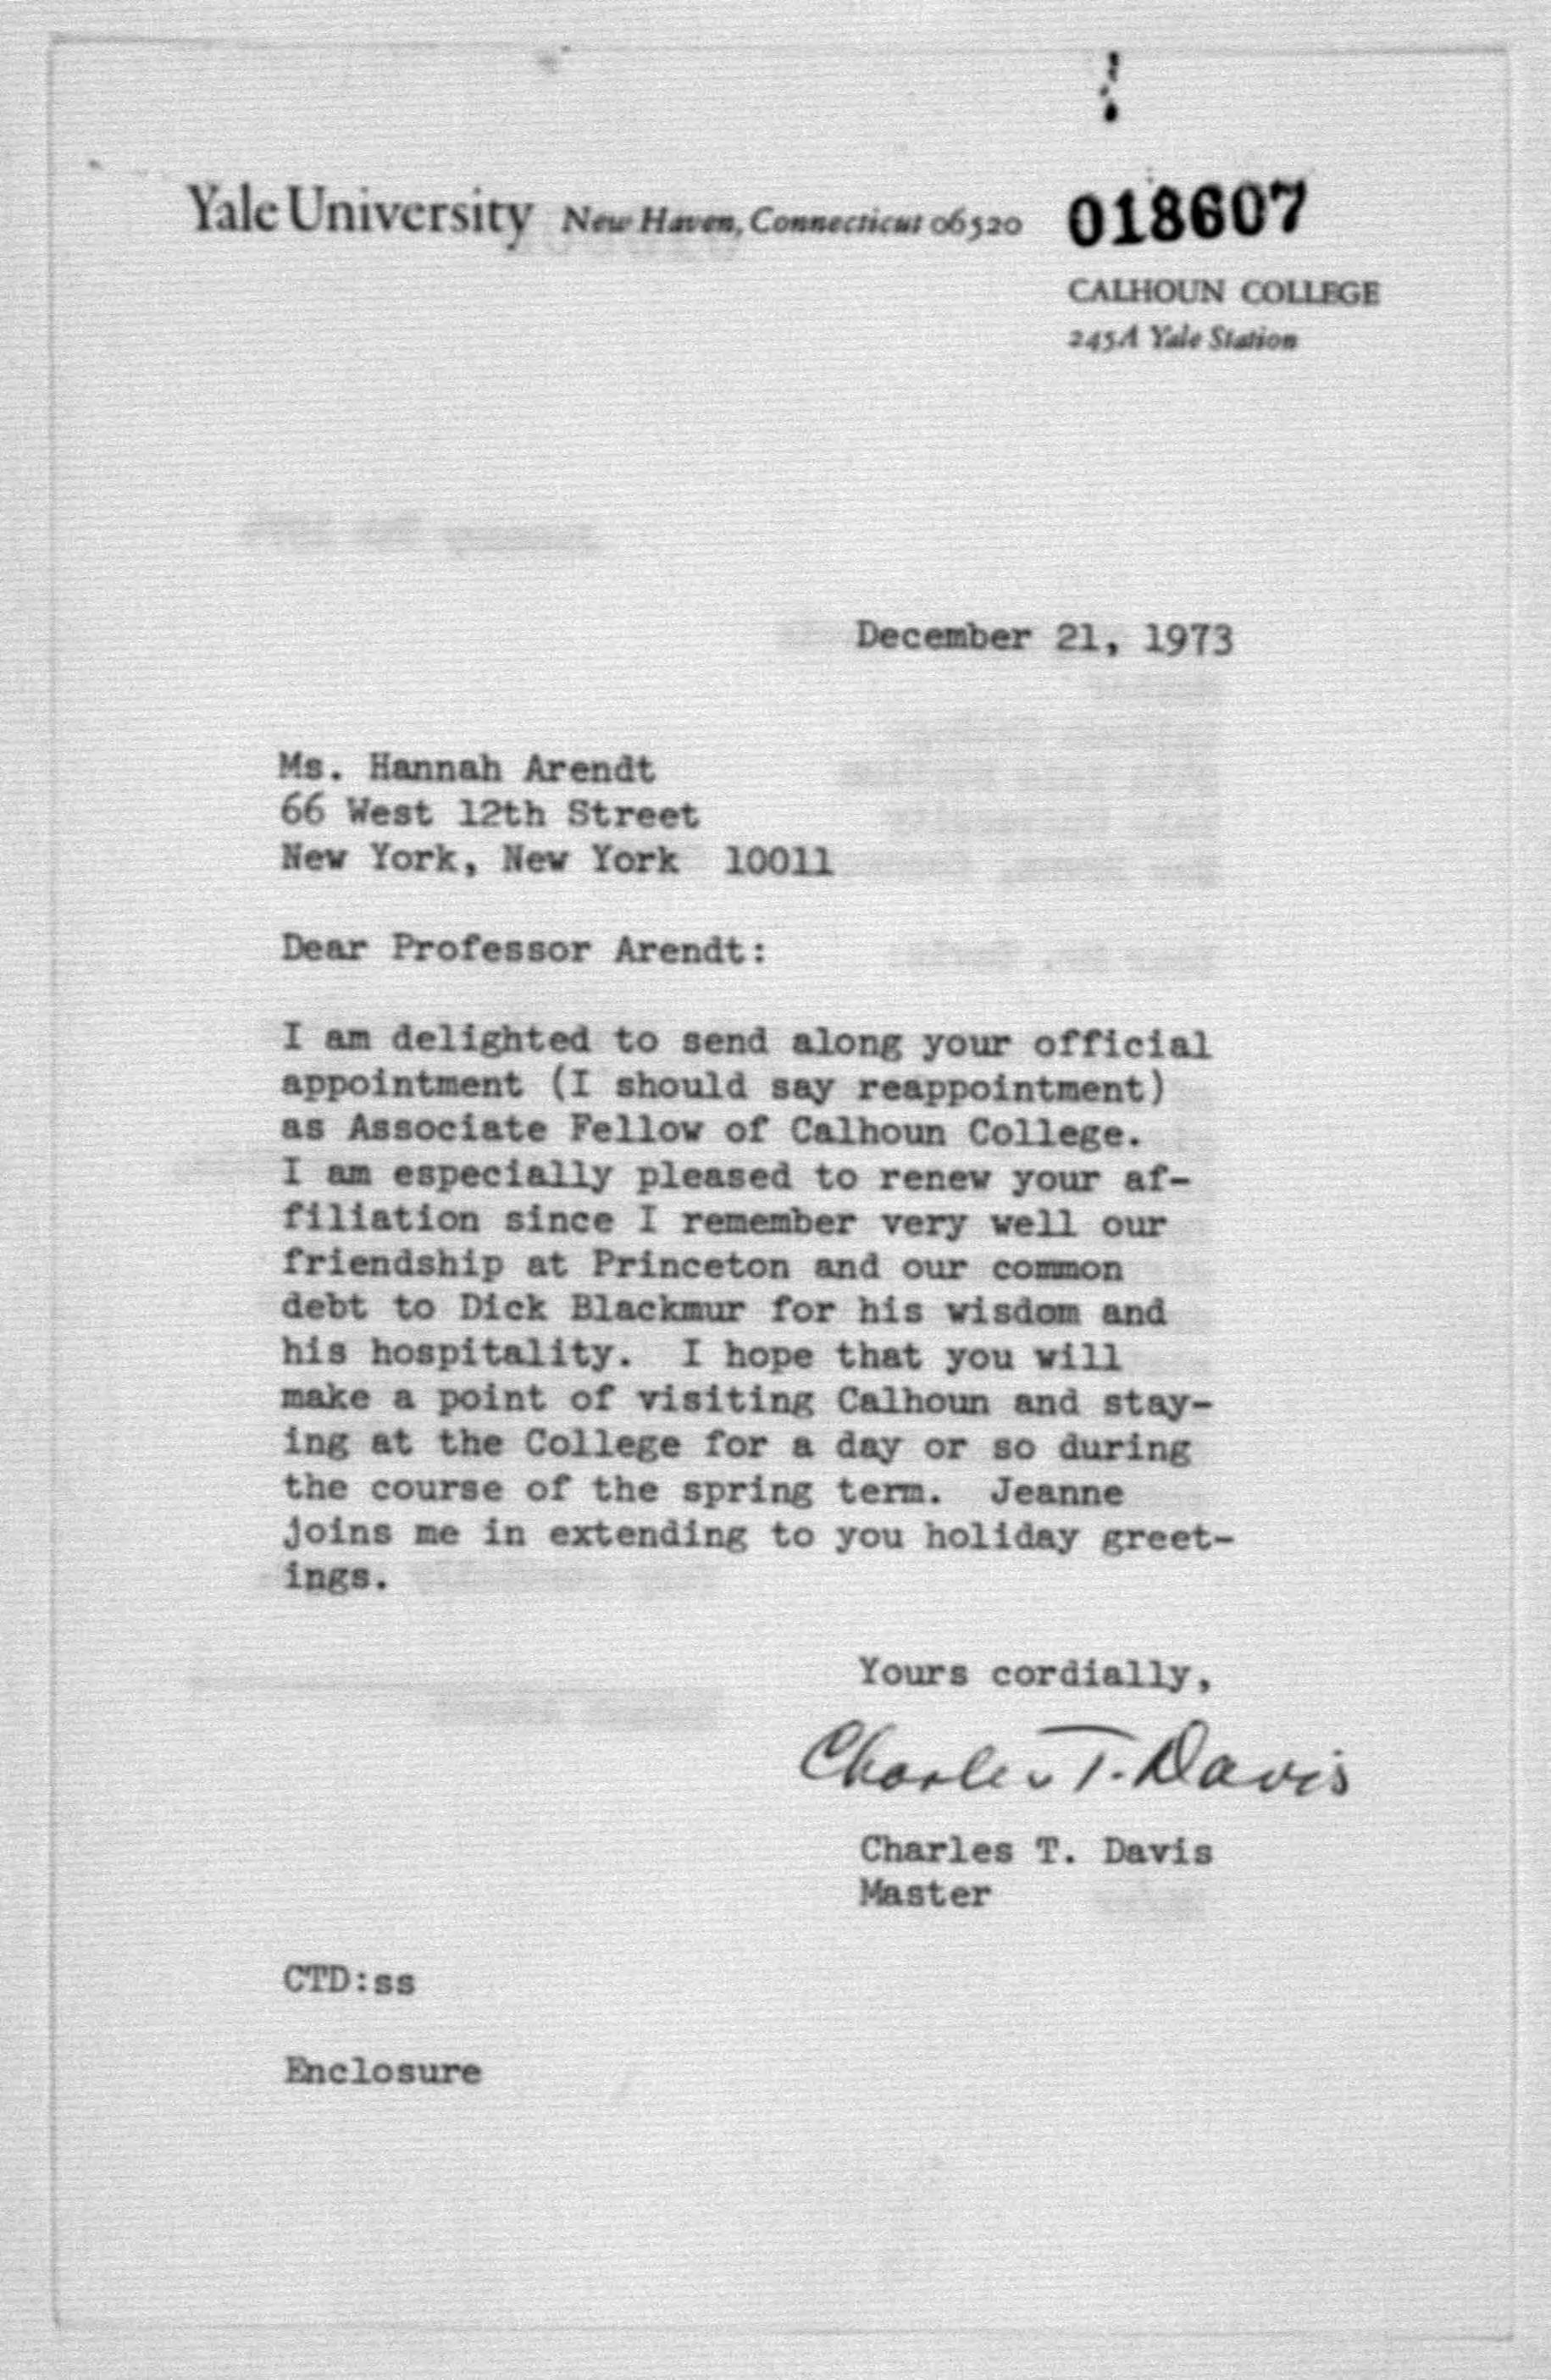 Yale University New Haven, Connecticut 06520
018607
CALHOUN COLLEGE
245A Yale Station
December 21, 1973
Ms. Hannah Arendt
66 West 12th Street
New York, New York 10011
Dear Professor Arendt:
I am delighted to send along your official
appointment (I should say reappointment)
as Associate Fellow of Calhoun College.
I am especially pleased to renew your af-
filiation since I remember very well our
friendship at Princeton and our common
debt to Dick Blackmur for his wisdom and
his hospitality. I hope that you will
make a point of visiting Calhoun and stay-
ing at the College for a day or so during
the course of the spring term. Jeanne
joins me in extending to you holiday greet-
ings.
Yours cordially,
Charles T. Davis
Charles T. Davis
Master
CTD:ss
Enclosure